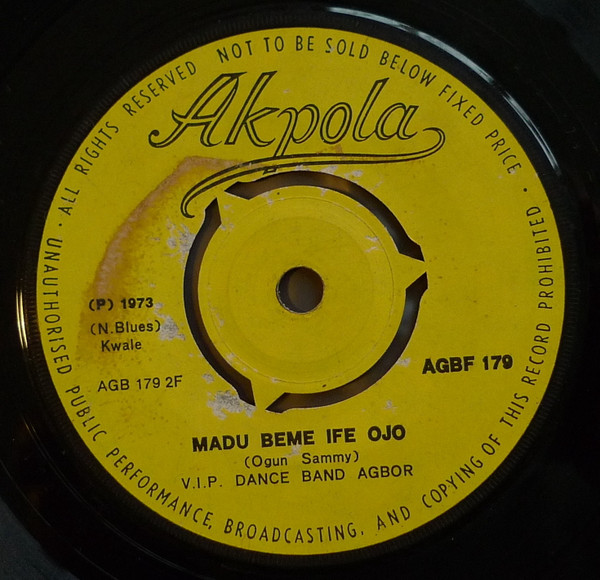 ALL RIGHTS RESERVED NOT TO BE SOLD BELOW FIXED PRICE ·
Akpola
(P) 1973
(N.Blues)
Kwale
AGB 179 2F
AGBF 179
MADU BEME IFE OJO
(Ogun Sammy)
V.I.P. DANCE BAND AGBOR
· UNAUTHORISED PUBLIC PERFORMANCE, BROADCASTING, AND COPYING OF THIS RECORD PROHIBITED ·